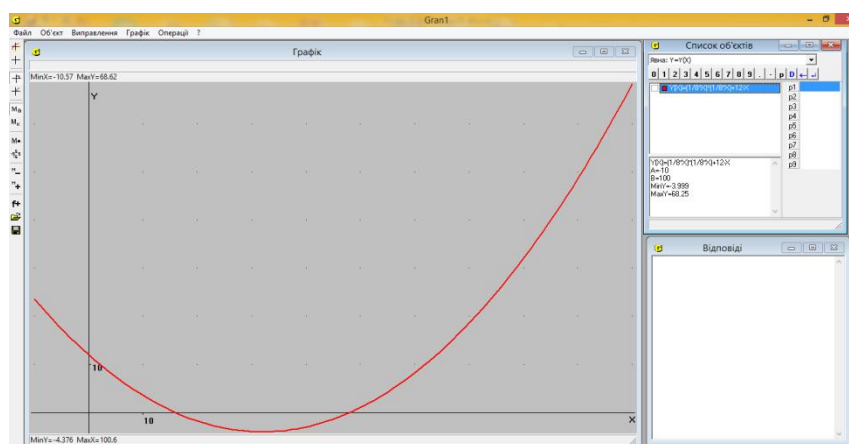 Gran1
Файл Об'єкт Виправлення Графік Операції ?
Графік
MinX=-10.57 MaxY=68.62
Y
10
10
X
MinY=-4.376 MaxX=100.6
Список об'єктів
Явна: Y=Y(X)
0 1 2 3 4 5 6 7 8 9 . - p D ← ↵
Y(X)=(1/8*X)*(1/8*X)+12-X
p1
p2
p3
p4
p5
p6
p7
p8
p9
Y(X)=(1/8*X)*(1/8*X)+12-X
A=-10
B=100
MinY=-3.999
MaxY=68.25
Відповіді